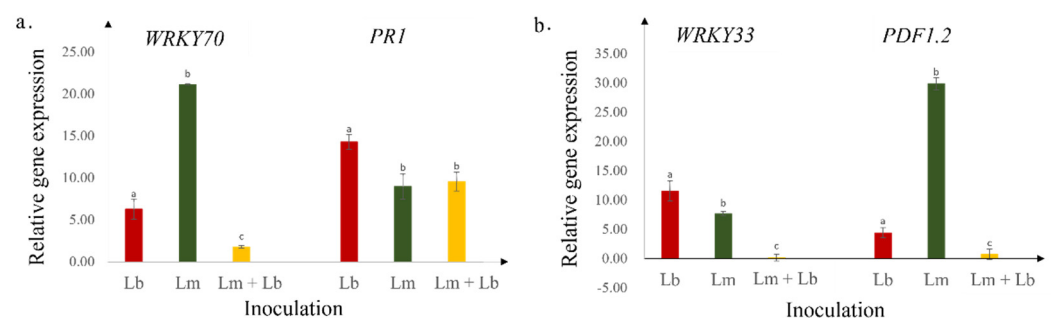 a.
WRKY70 PR1
Relative gene expression
25.00
20.00
15.00
10.00
5.00
0.00
a b c a b b
Lb Lm Lm + Lb Lb Lm Lm + Lb
Inoculation
b.
WRKY33 PDF1.2
Relative gene expression
35.00
30.00
25.00
20.00
15.00
10.00
5.00
0.00
-5.00
a b c a b c
Lb Lm Lm + Lb Lb Lm Lm + Lb
Inoculation